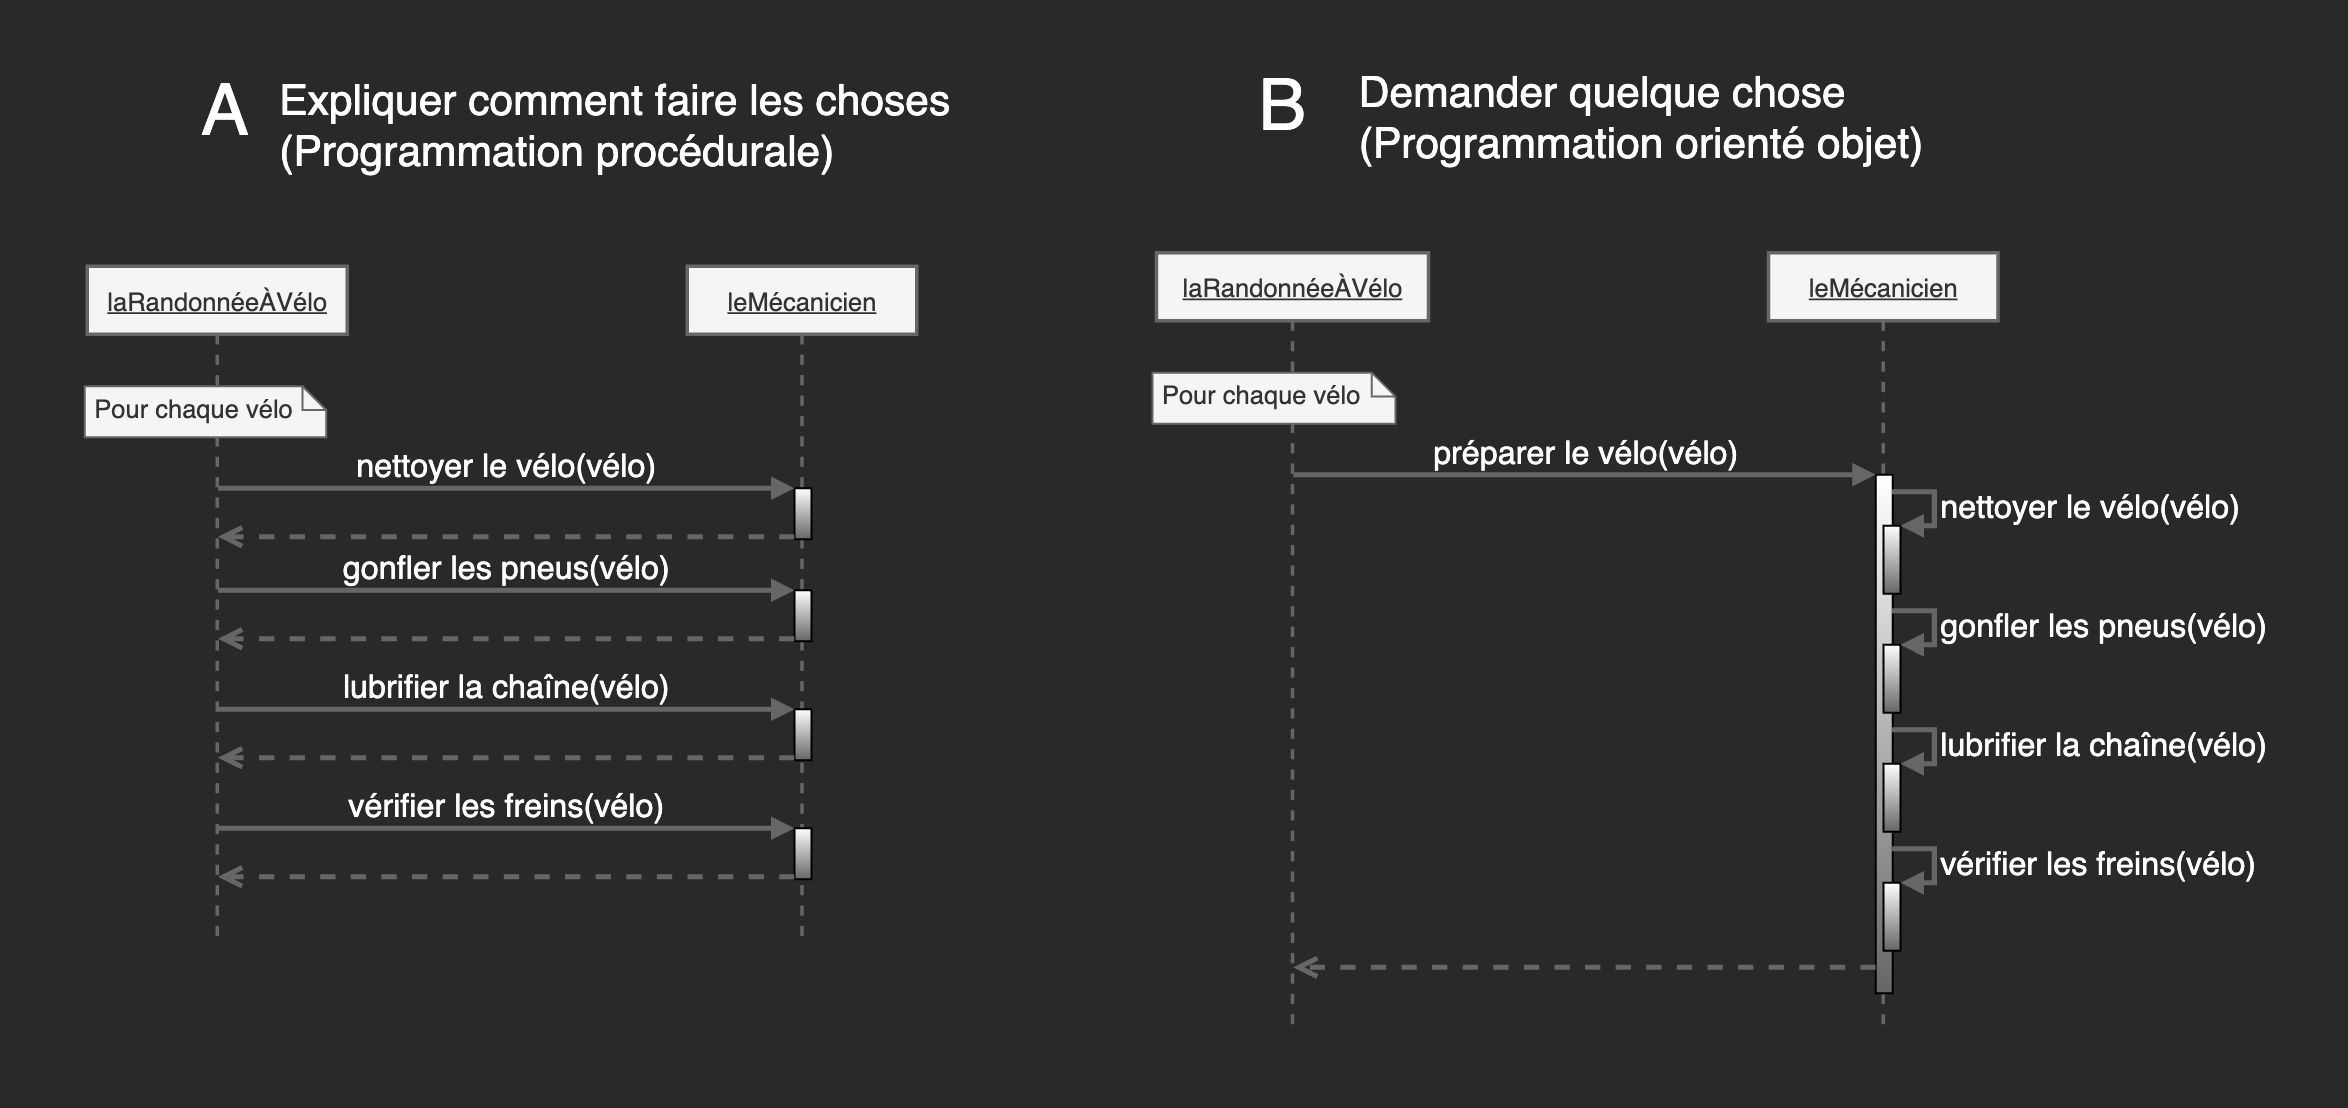 A
Expliquer comment faire les choses
(Programmation procédurale)
laRandonnéeÀVélo
leMécanicien
Pour chaque vélo
nettoyer le vélo(vélo)
gonfler les pneus(vélo)
lubrifier la chaîne(vélo)
vérifier les freins(vélo)
B
Demander quelque chose
(Programmation orienté objet)
laRandonnéeÀVélo
leMécanicien
Pour chaque vélo
préparer le vélo(vélo)
nettoyer le vélo(vélo)
gonfler les pneus(vélo)
lubrifier la chaîne(vélo)
vérifier les freins(vélo)